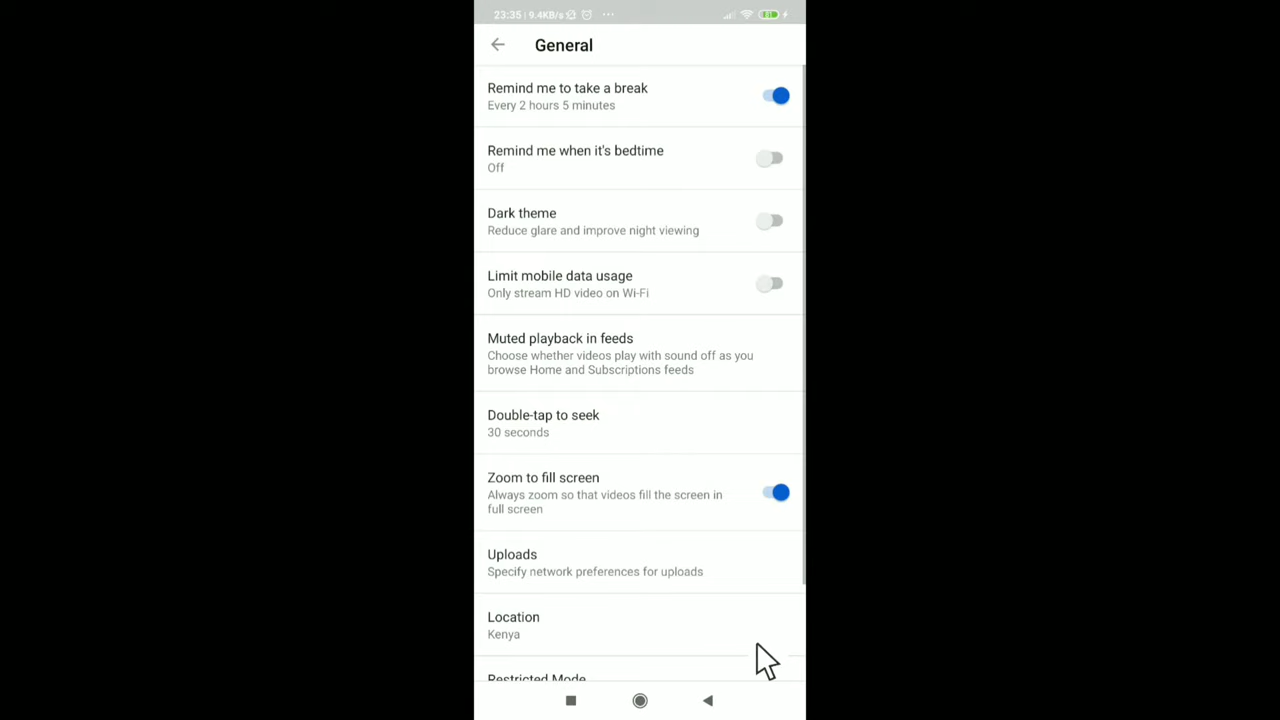 23:35 | 9.4KB/s ...
81
General
Remind me to take a break
Every 2 hours 5 minutes
Remind me when it's bedtime
Off
Dark theme
Reduce glare and improve night viewing
Limit mobile data usage
Only stream HD video on Wi-Fi
Muted playback in feeds
Choose whether videos play with sound off as you
browse Home and Subscriptions feeds
Double-tap to seek
30 seconds
Zoom to fill screen
Always zoom so that videos fill the screen in
full screen
Uploads
Specify network preferences for uploads
Location
Kenya
Restricted Mode